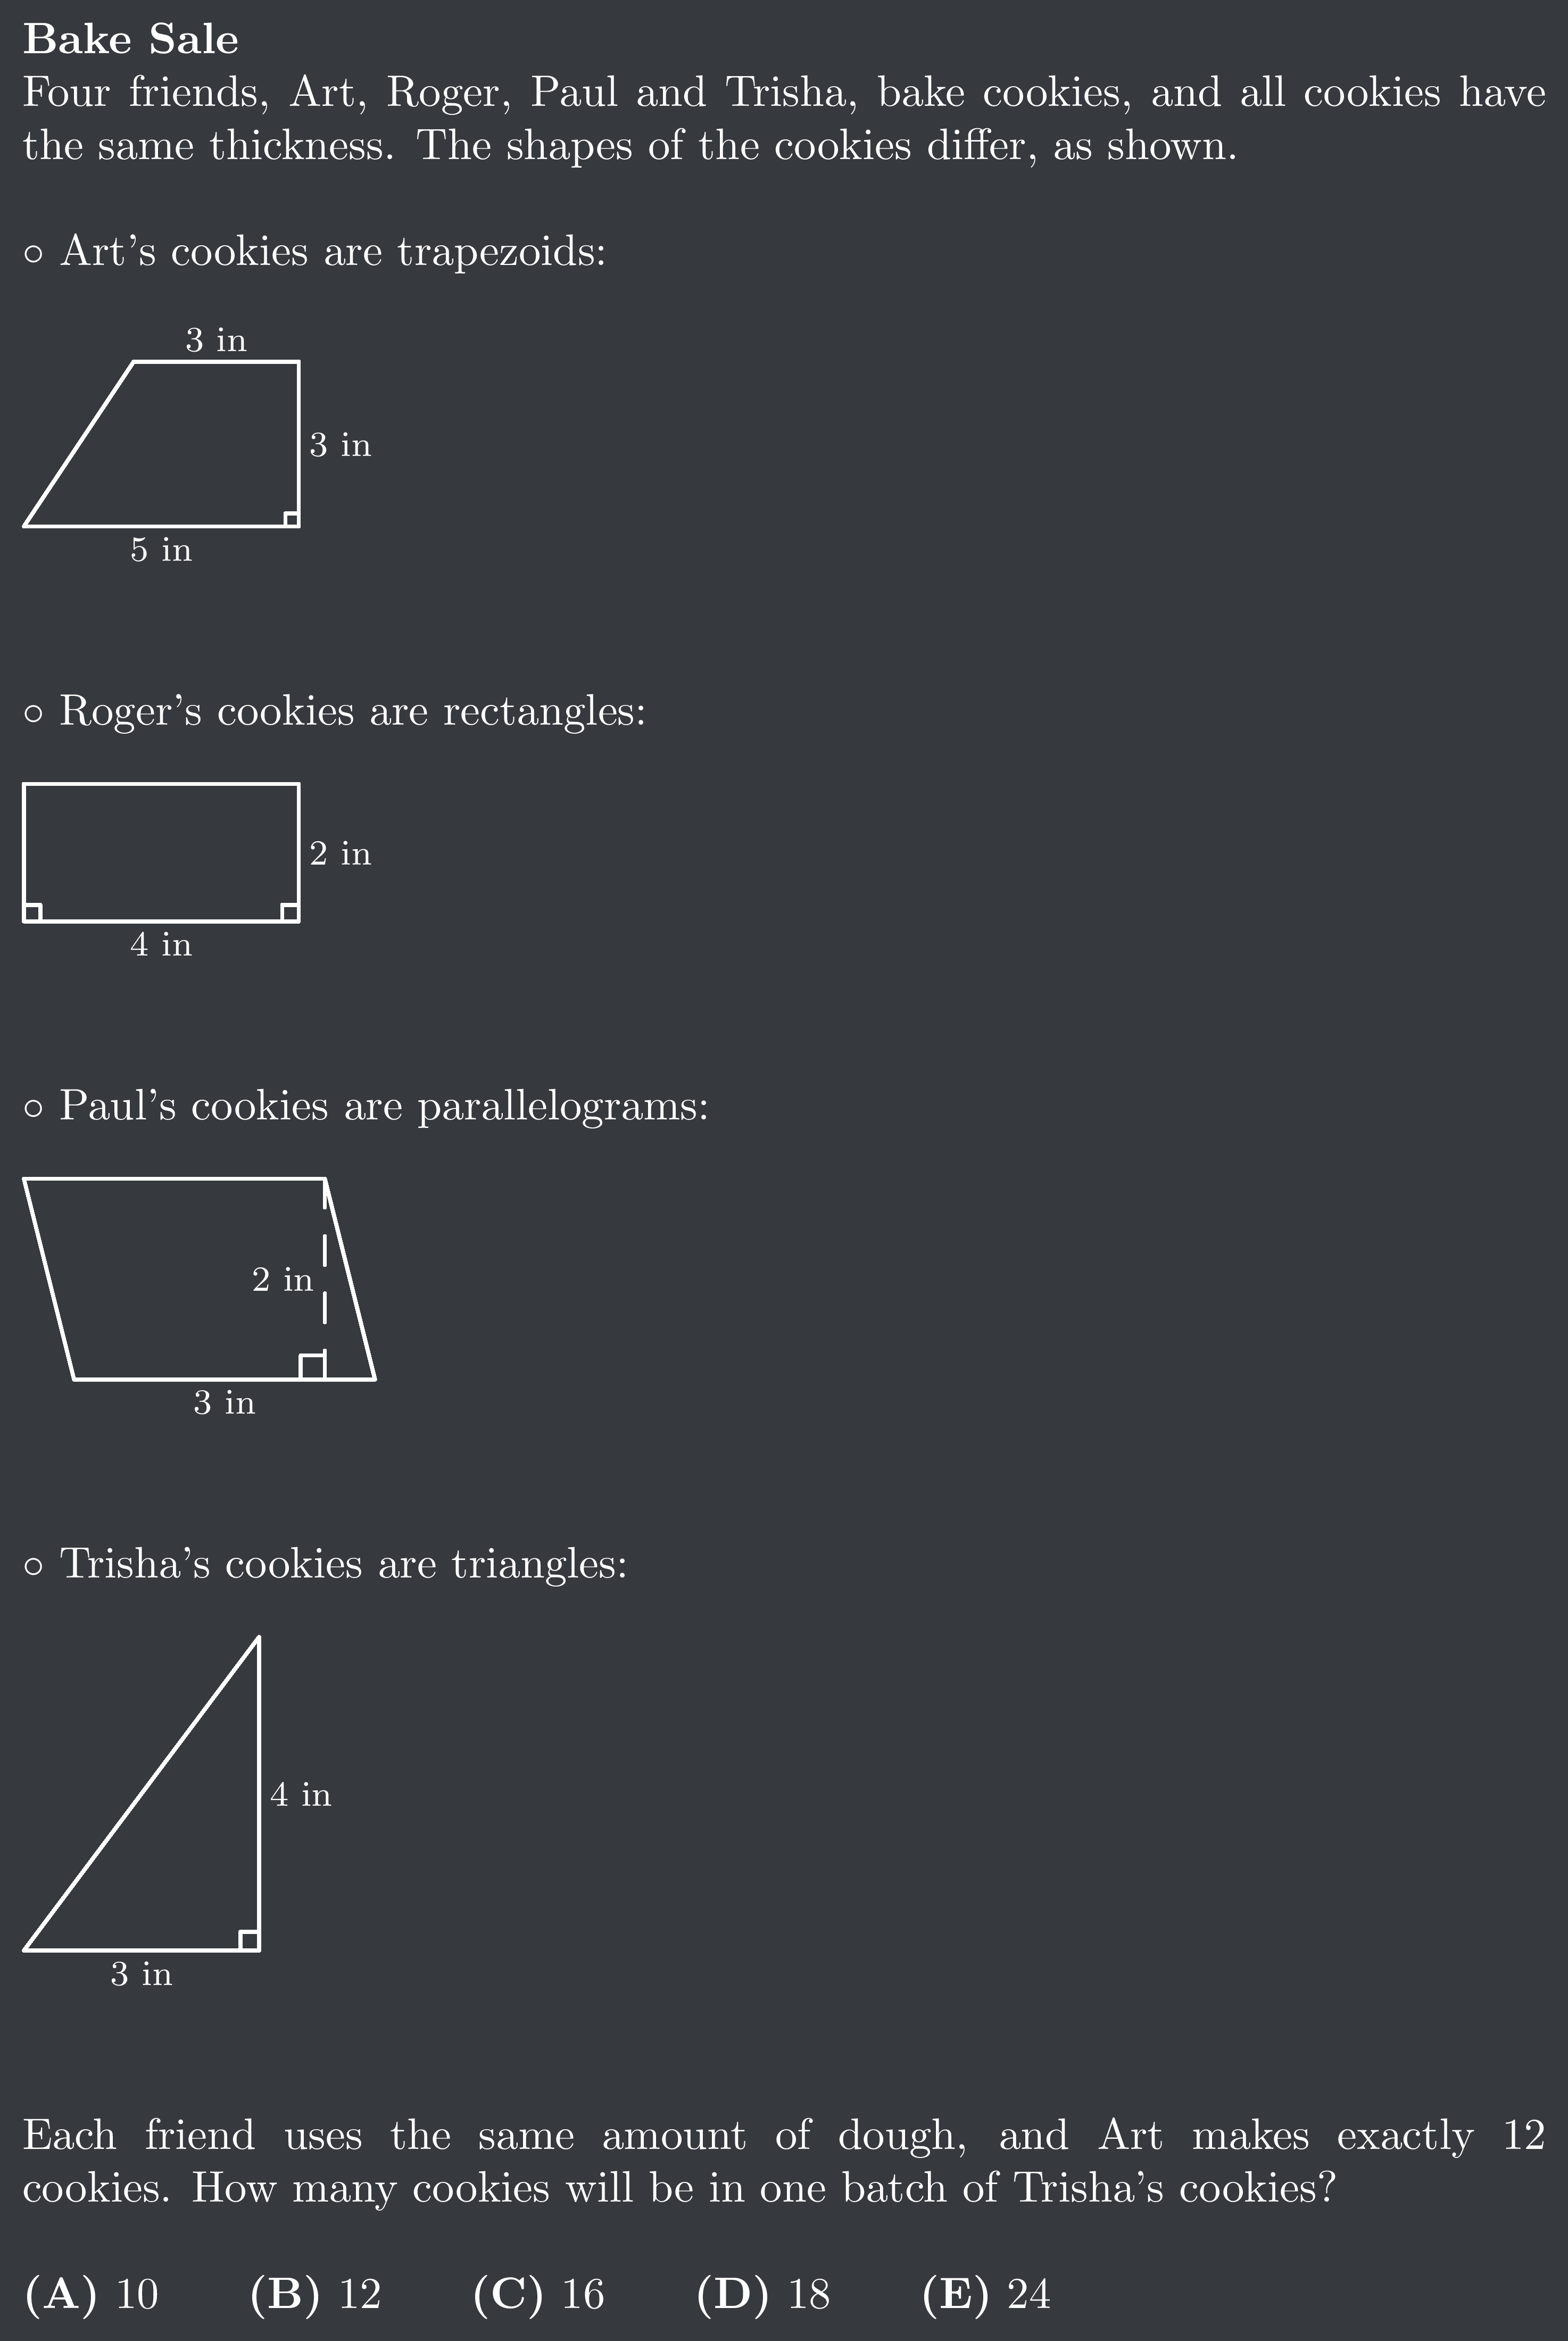 Bake Sale
Four friends, Art, Roger, Paul and Trisha, bake cookies, and all cookies have
the same thickness. The shapes of the cookies differ, as shown.
○ Art's cookies are trapezoids:
3 in
3 in
5 in
○ Roger's cookies are rectangles:
2 in
4 in
○ Paul's cookies are parallelograms:
2 in
3 in
○ Trisha's cookies are triangles:
4 in
3 in
Each friend uses the same amount of dough, and Art makes exactly 12
cookies. How many cookies will be in one batch of Trisha's cookies?
(A) 10 (B) 12 (C) 16 (D) 18 (E) 24